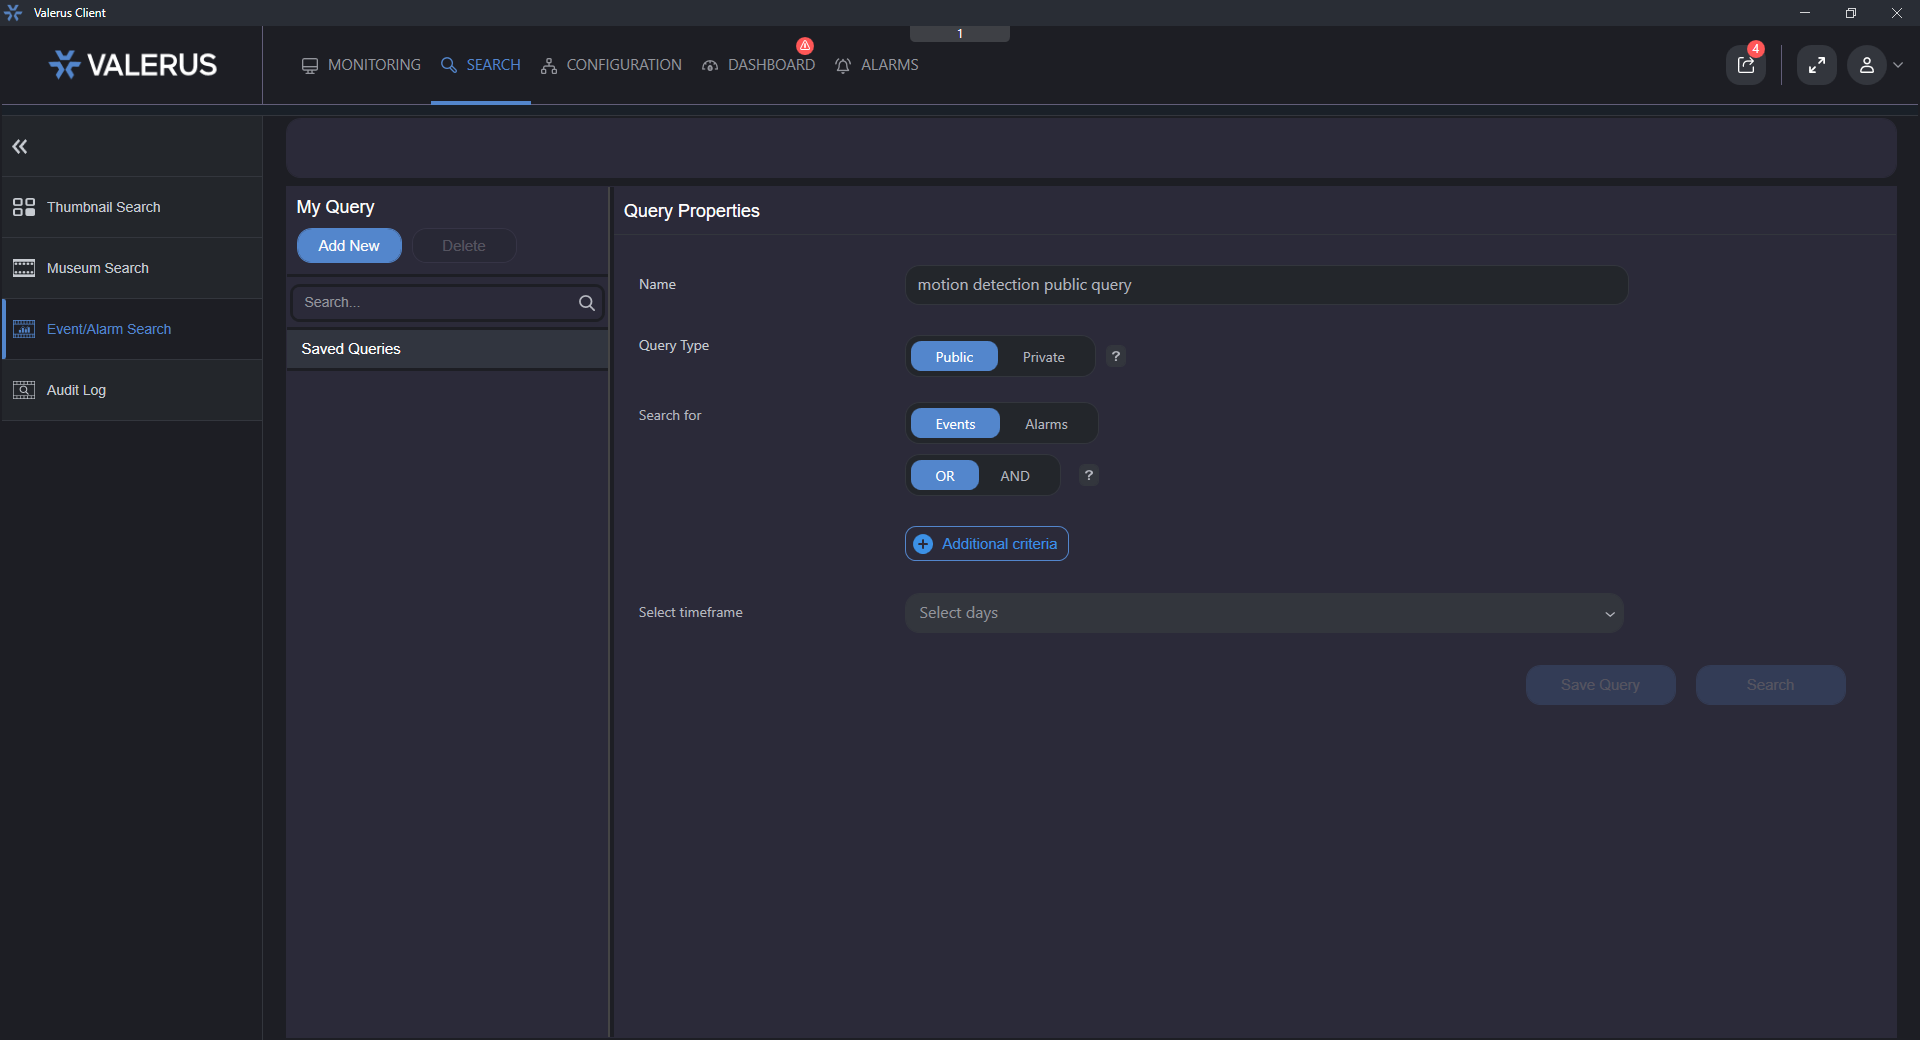 Valerus Client
1
VALERUS
MONITORING
SEARCH
CONFIGURATION
DASHBOARD
ALARMS
4
Thumbnail Search
Museum Search
Event/Alarm Search
Audit Log
My Query
Add New
Delete
Search...
Saved Queries
Query Properties
Name
motion detection public query
Query Type
Public
Private
?
Search for
Events
Alarms
OR
AND
?
Additional criteria
Select timeframe
Select days
Save Query
Search